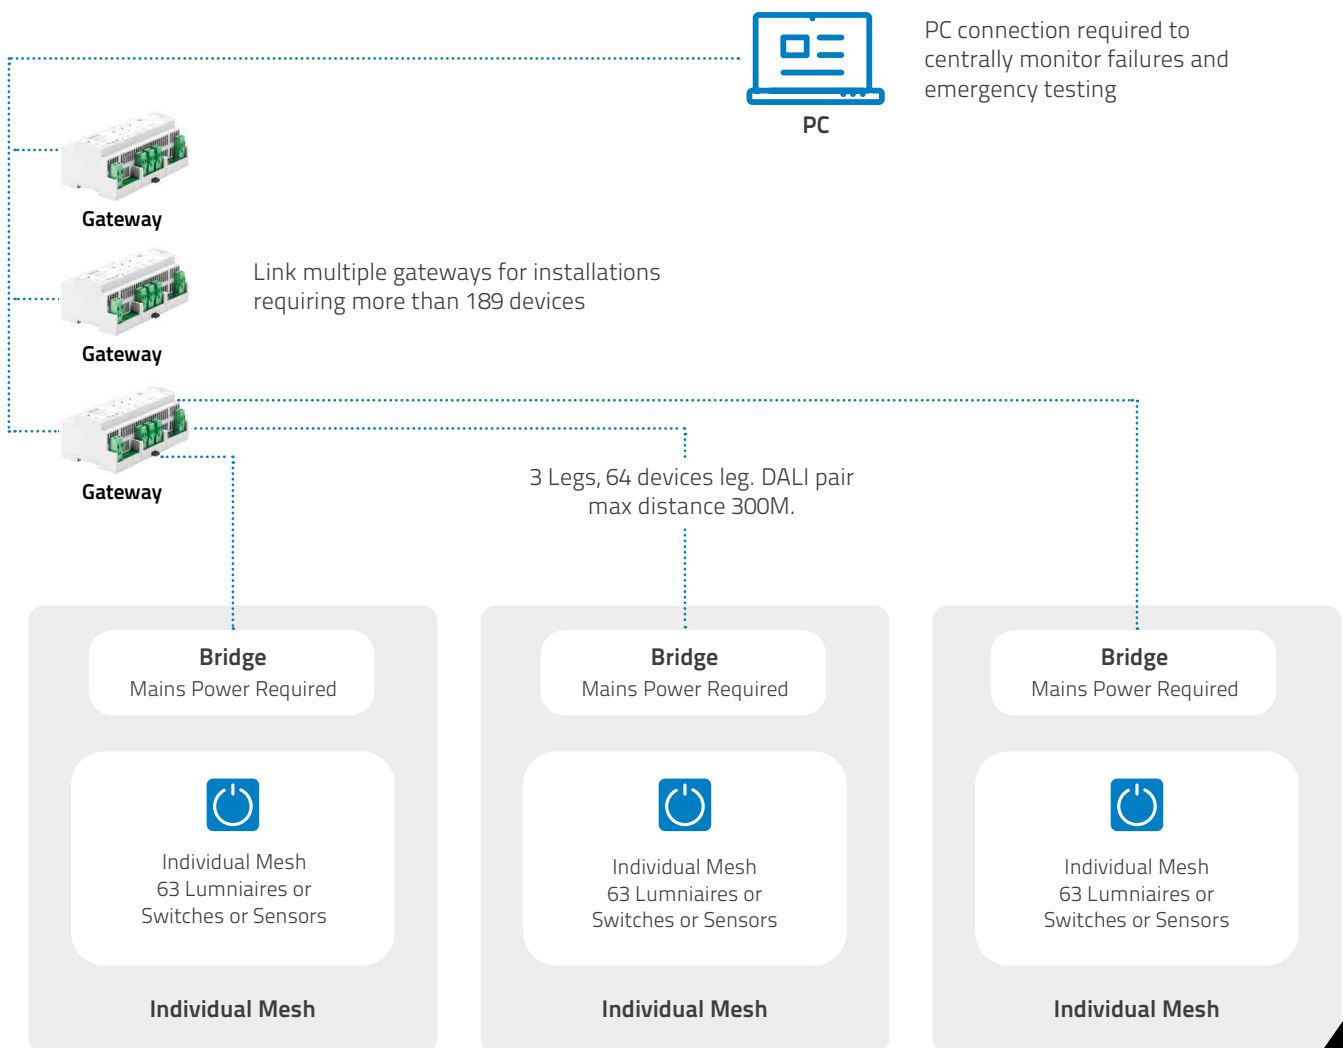 PC connection required to
centrally monitor failures and
emergency testing
PC
Gateway
Link multiple gateways for installations
requiring more than 189 devices
Gateway
Gateway
3 Legs, 64 devices leg. DALI pair
max distance 300M.
Bridge
Mains Power Required
Individual Mesh
63 Lumniaires or
Switches or Sensors
Individual Mesh
Bridge
Mains Power Required
Individual Mesh
63 Lumniaires or
Switches or Sensors
Individual Mesh
Bridge
Mains Power Required
Individual Mesh
63 Lumniaires or
Switches or Sensors
Individual Mesh